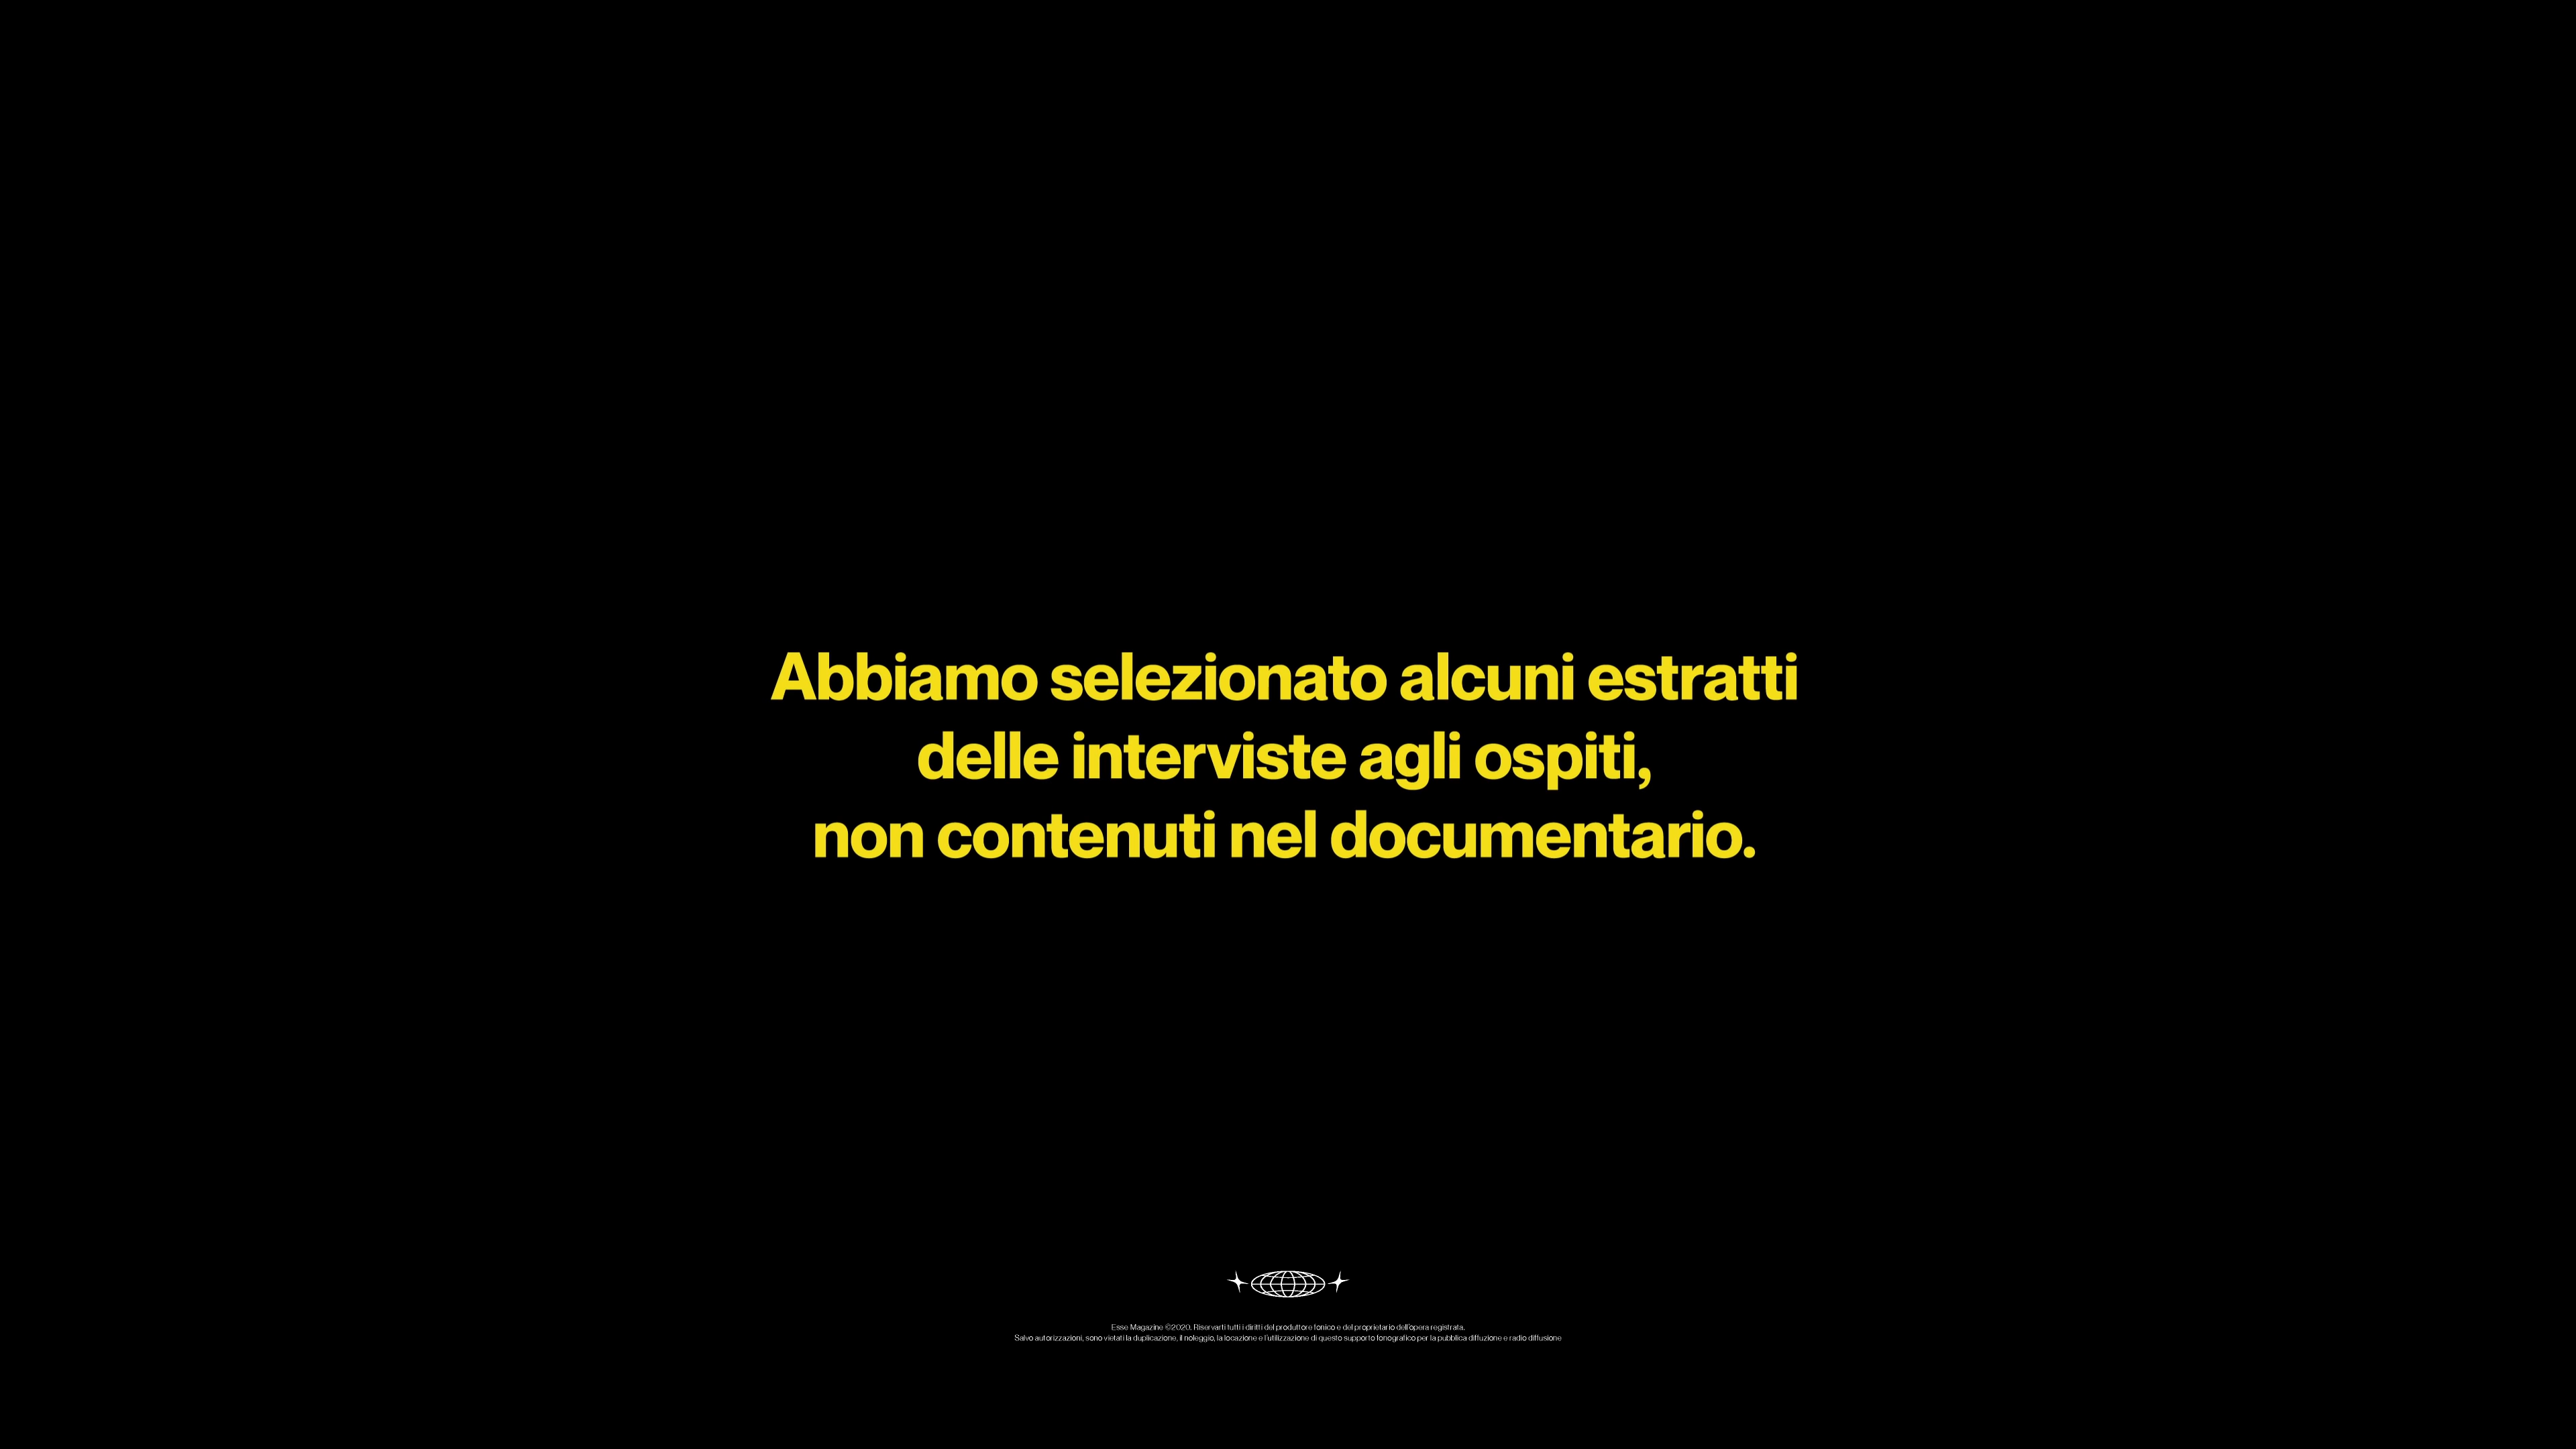 Abbiamo selezionato alcuni estratti
delle interviste agli ospiti,
non contenuti nel documentario.
Esse Magazine ©2020. Riservarti tutti i diritti del produttore fonico e del proprietario dell'opera registrata.
Salvo autorizzazioni, sono vietati la duplicazione, il noleggio, la locazione e l'utilizzazione di questo supporto fonografico per la pubblica diffuzione e radio diffusione